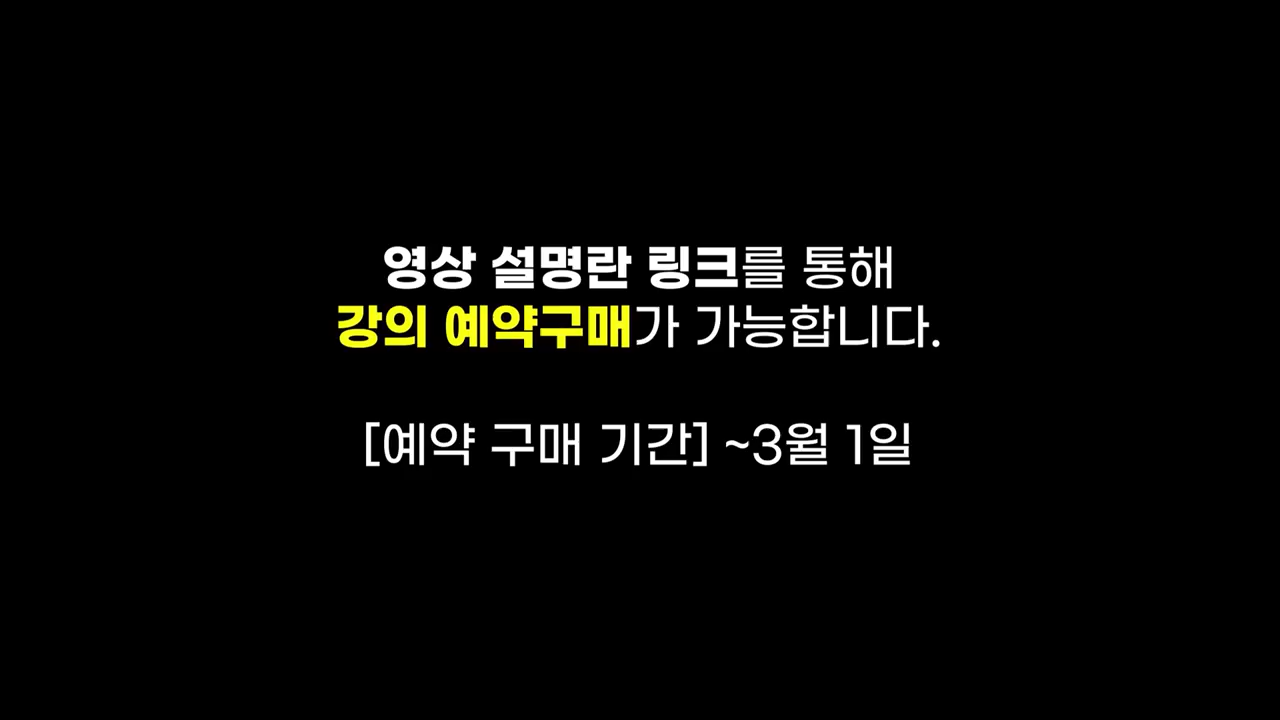 영상 설명란 링크를 통해
강의 예약구매가 가능합니다.
[예약 구매 기간] ~3월 1일